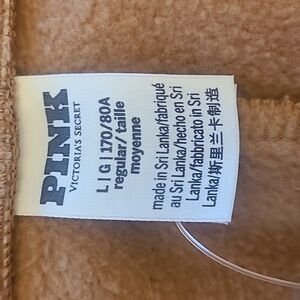 PINK
VICTORIA'S SECRET
L | G | 170/80A
regular/taille
moyenne
made in Sri Lanka/fabriqué
au Sri Lanka/hecho en Sri
Lanka/fabbricato in Sri
Lanka/斯里兰卡制造